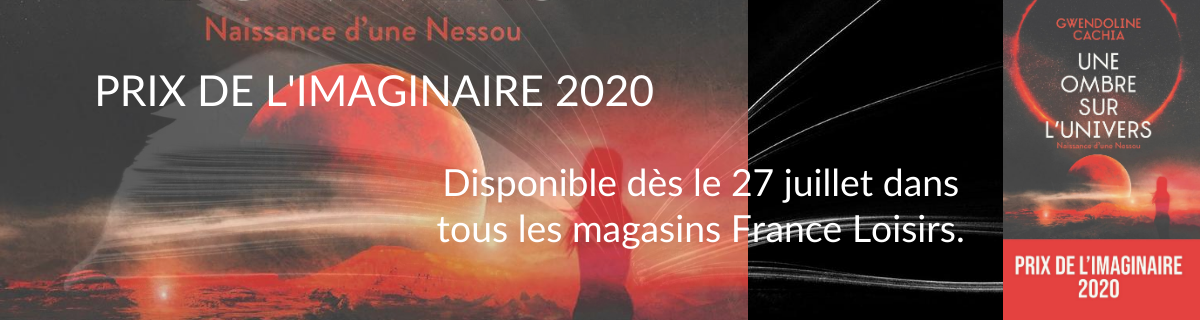 Naissance d'une Nessou
PRIX DE L'IMAGINAIRE 2020
Disponible dès le 27 juillet dans
tous les magasins France Loisirs.
GWENDOLINE
CACHIA
UNE
OMBRE
SUR
L'UNIVERS
Naissance d'une Nessou
PRIX DE L'IMAGINAIRE
2020